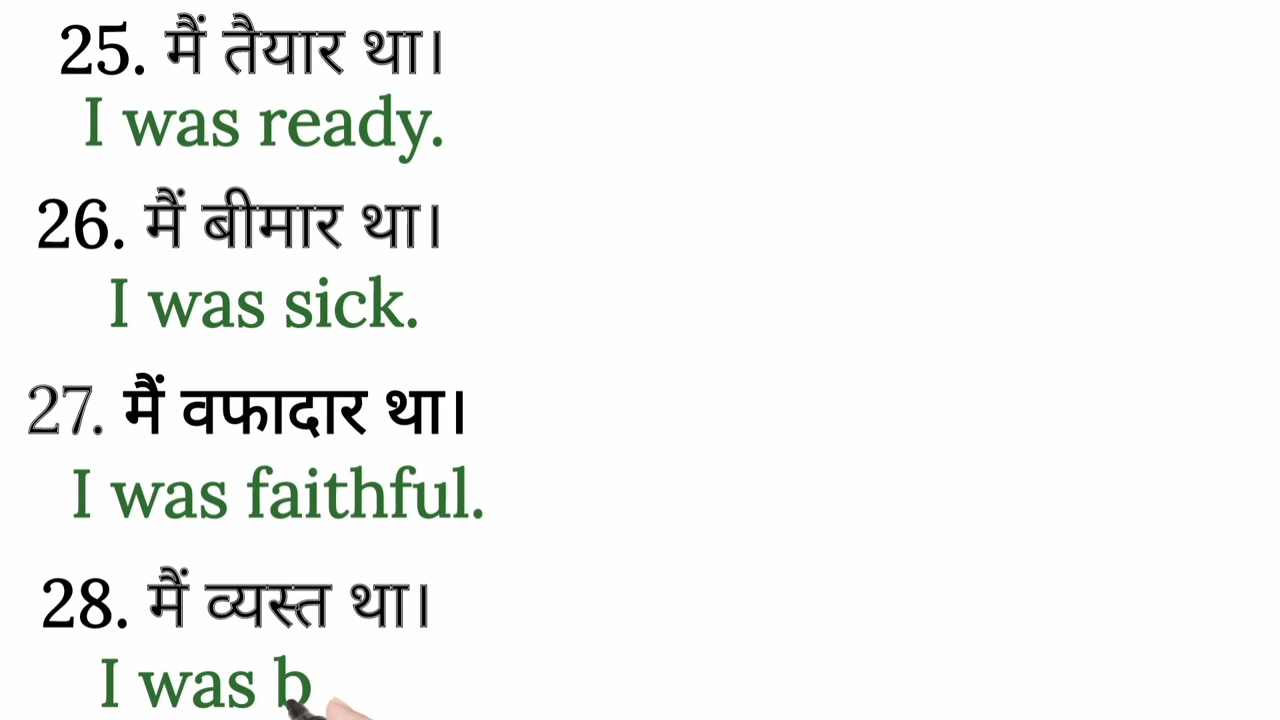 25. मैं तैयार था।
I was ready.
26. मैं बीमार था।
I was sick.
27. मैं वफादार था।
I was faithful.
28. मैं व्यस्त था।
I was b